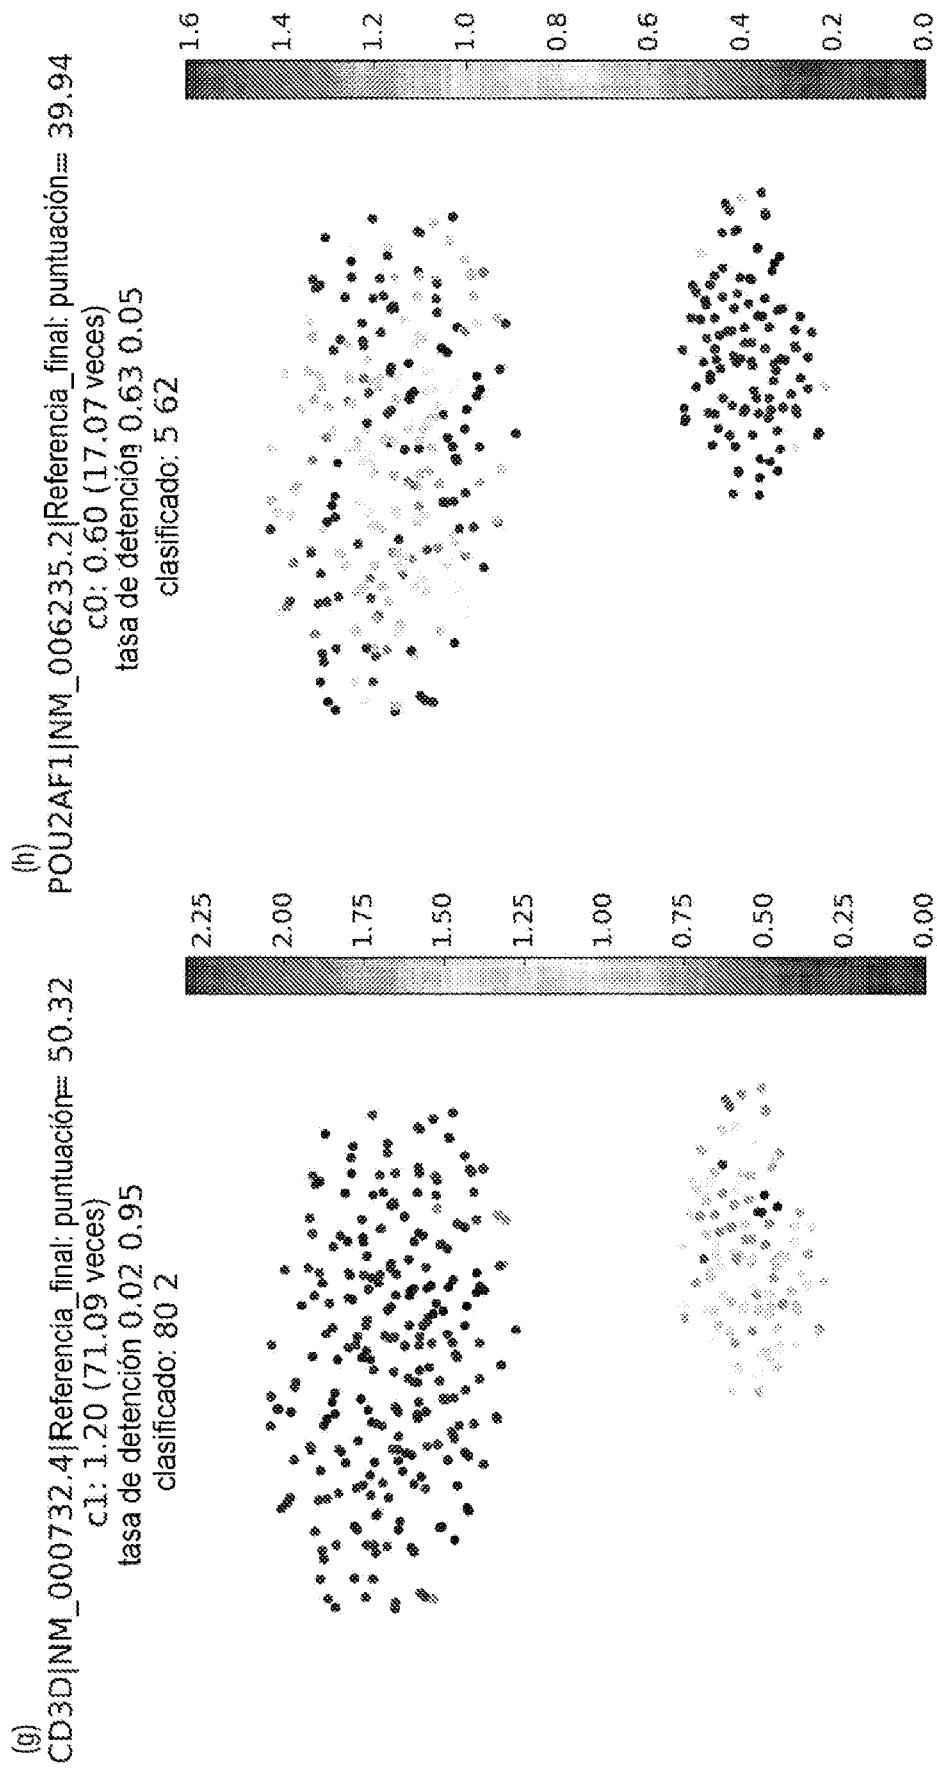 (g)
CD3D|NM_000732.4|Referencia_final: puntuación= 50.32
c1: 1.20 (71.09 veces)
tasa de detención 0.02 0.95
clasificado: 80 2
2.25
2.00
1.75
1.50
1.25
1.00
0.75
0.50
0.25
0.00
(h)
POU2AF1|NM_006235.2|Referencia_final: puntuación= 39.94
c0: 0.60 (17.07 veces)
tasa de detención 0.63 0.05
clasificado: 5 62
1.6
1.4
1.2
1.0
0.8
0.6
0.4
0.2
0.0